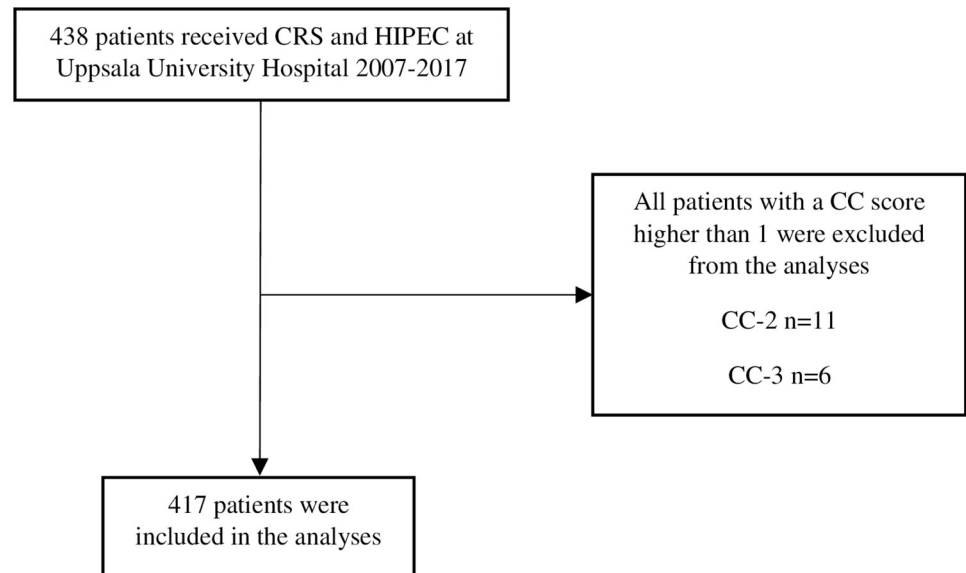 438 patients received CRS and HIPEC at
Uppsala University Hospital 2007-2017
All patients with a CC score
higher than 1 were excluded
from the analyses
CC-2 n=11
CC-3 n=6
417 patients were
included in the analyses